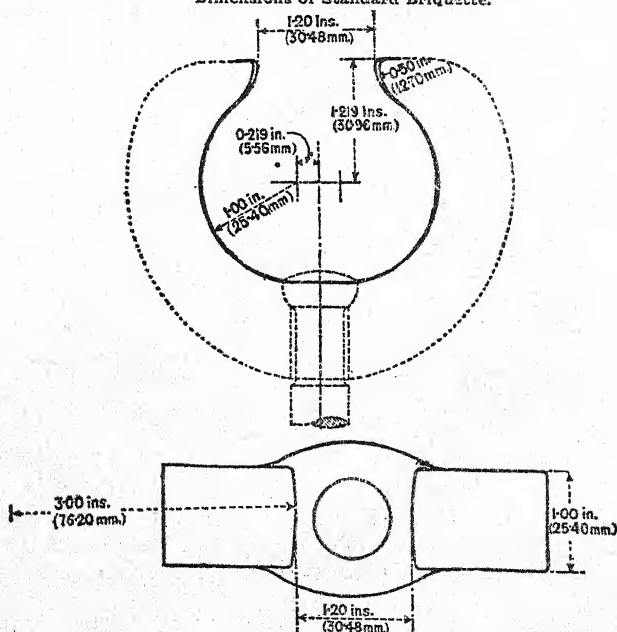 Dimensions of Standard Briquette.
1·20 Ins.
(30·48mm.)
0·50 in.
(12·70mm)
1·219 Ins.
(30·96mm.)
0·219 in.
(5·56mm)
1·00 in.
(25·40mm)
3·00 ins.
(76·20mm.)
1·00 in.
(25·40mm)
1·20 ins.
(30·48mm.)